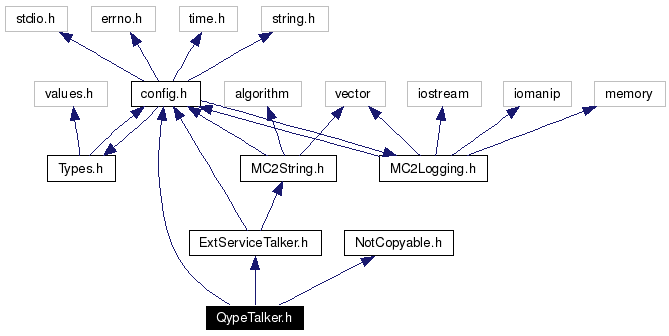 stdio.h errno.h time.h string.h
values.h config.h algorithm vector iostream iomanip memory
Types.h MC2String.h MC2Logging.h
ExtServiceTalker.h NotCopyable.h
QypeTalker.h